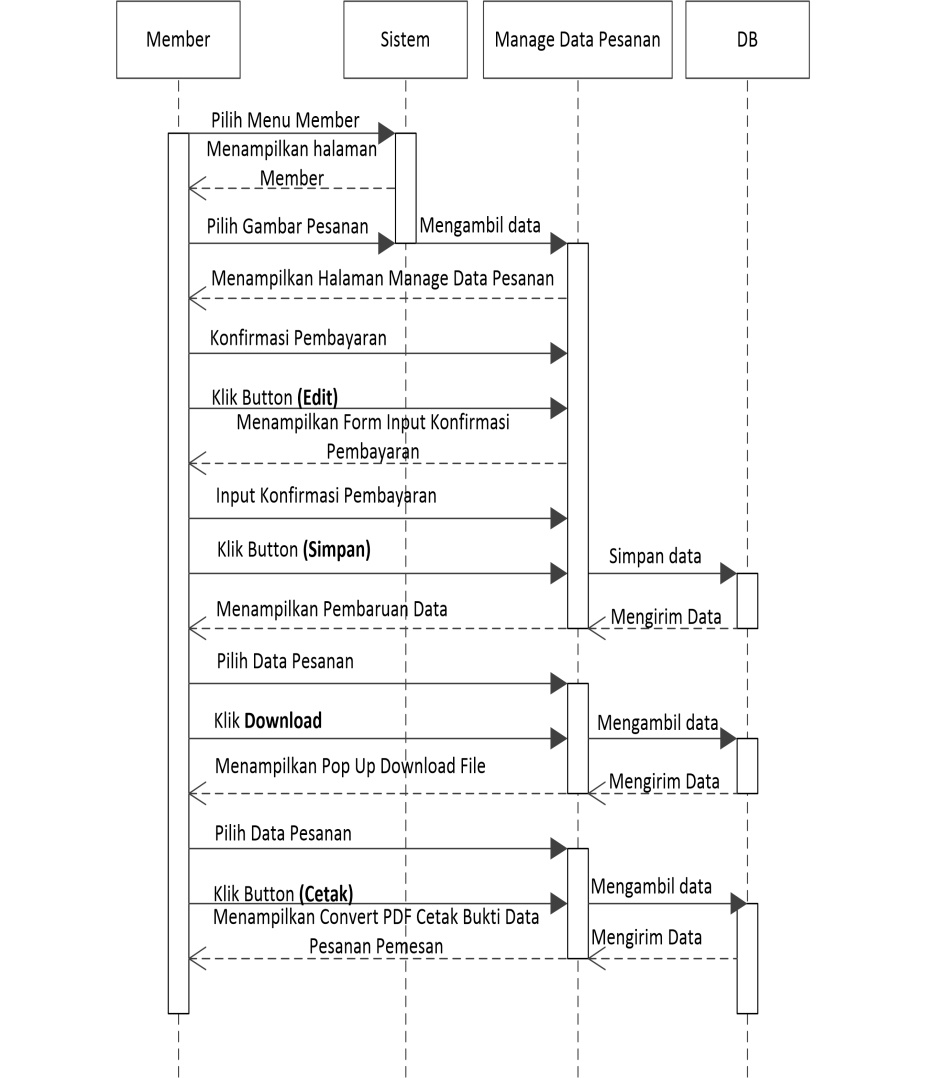 Member
Sistem
Manage Data Pesanan
DB
Pilih Menu Member
Menampilkan halaman
Member
Pilih Gambar Pesanan
Mengambil data
Menampilkan Halaman Manage Data Pesanan
Konfirmasi Pembayaran
Klik Button (Edit)
Menampilkan Form Input Konfirmasi
Pembayaran
Input Konfirmasi Pembayaran
Klik Button (Simpan)
Simpan data
Menampilkan Pembaruan Data
Mengirim Data
Pilih Data Pesanan
Klik Download
Mengambil data
Menampilkan Pop Up Download File
Mengirim Data
Pilih Data Pesanan
Klik Button (Cetak)
Mengambil data
Menampilkan Convert PDF Cetak Bukti Data
Pesanan Pemesan
Mengirim Data